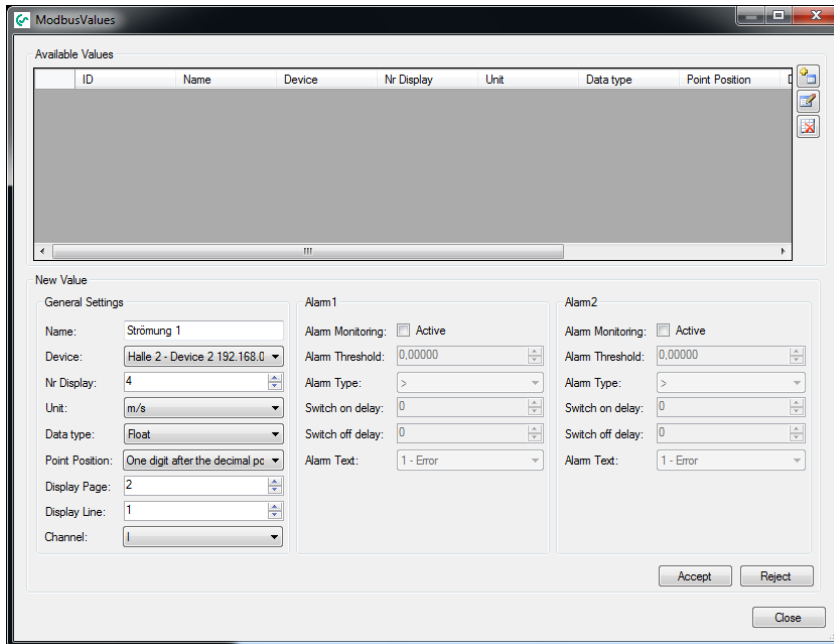 ModbusValues
Available Values
ID Name Device Nr Display Unit Data type Point Position
New Value
General Settings Alarm1 Alarm2
Name: Strömung 1 Alarm Monitoring: Active Alarm Monitoring: Active
Device: Halle 2 - Device 2 192.168.0 Alarm Threshold: 0,00000 Alarm Threshold: 0,00000
Nr Display: 4 Alarm Type: > Alarm Type: >
Unit: m/s Switch on delay: 0 Switch on delay: 0
Data type: Float Switch off delay: 0 Switch off delay: 0
Point Position: One digit after the decimal po Alarm Text: 1 - Error Alarm Text: 1 - Error
Display Page: 2
Display Line: 1
Channel: I
Accept Reject
Close